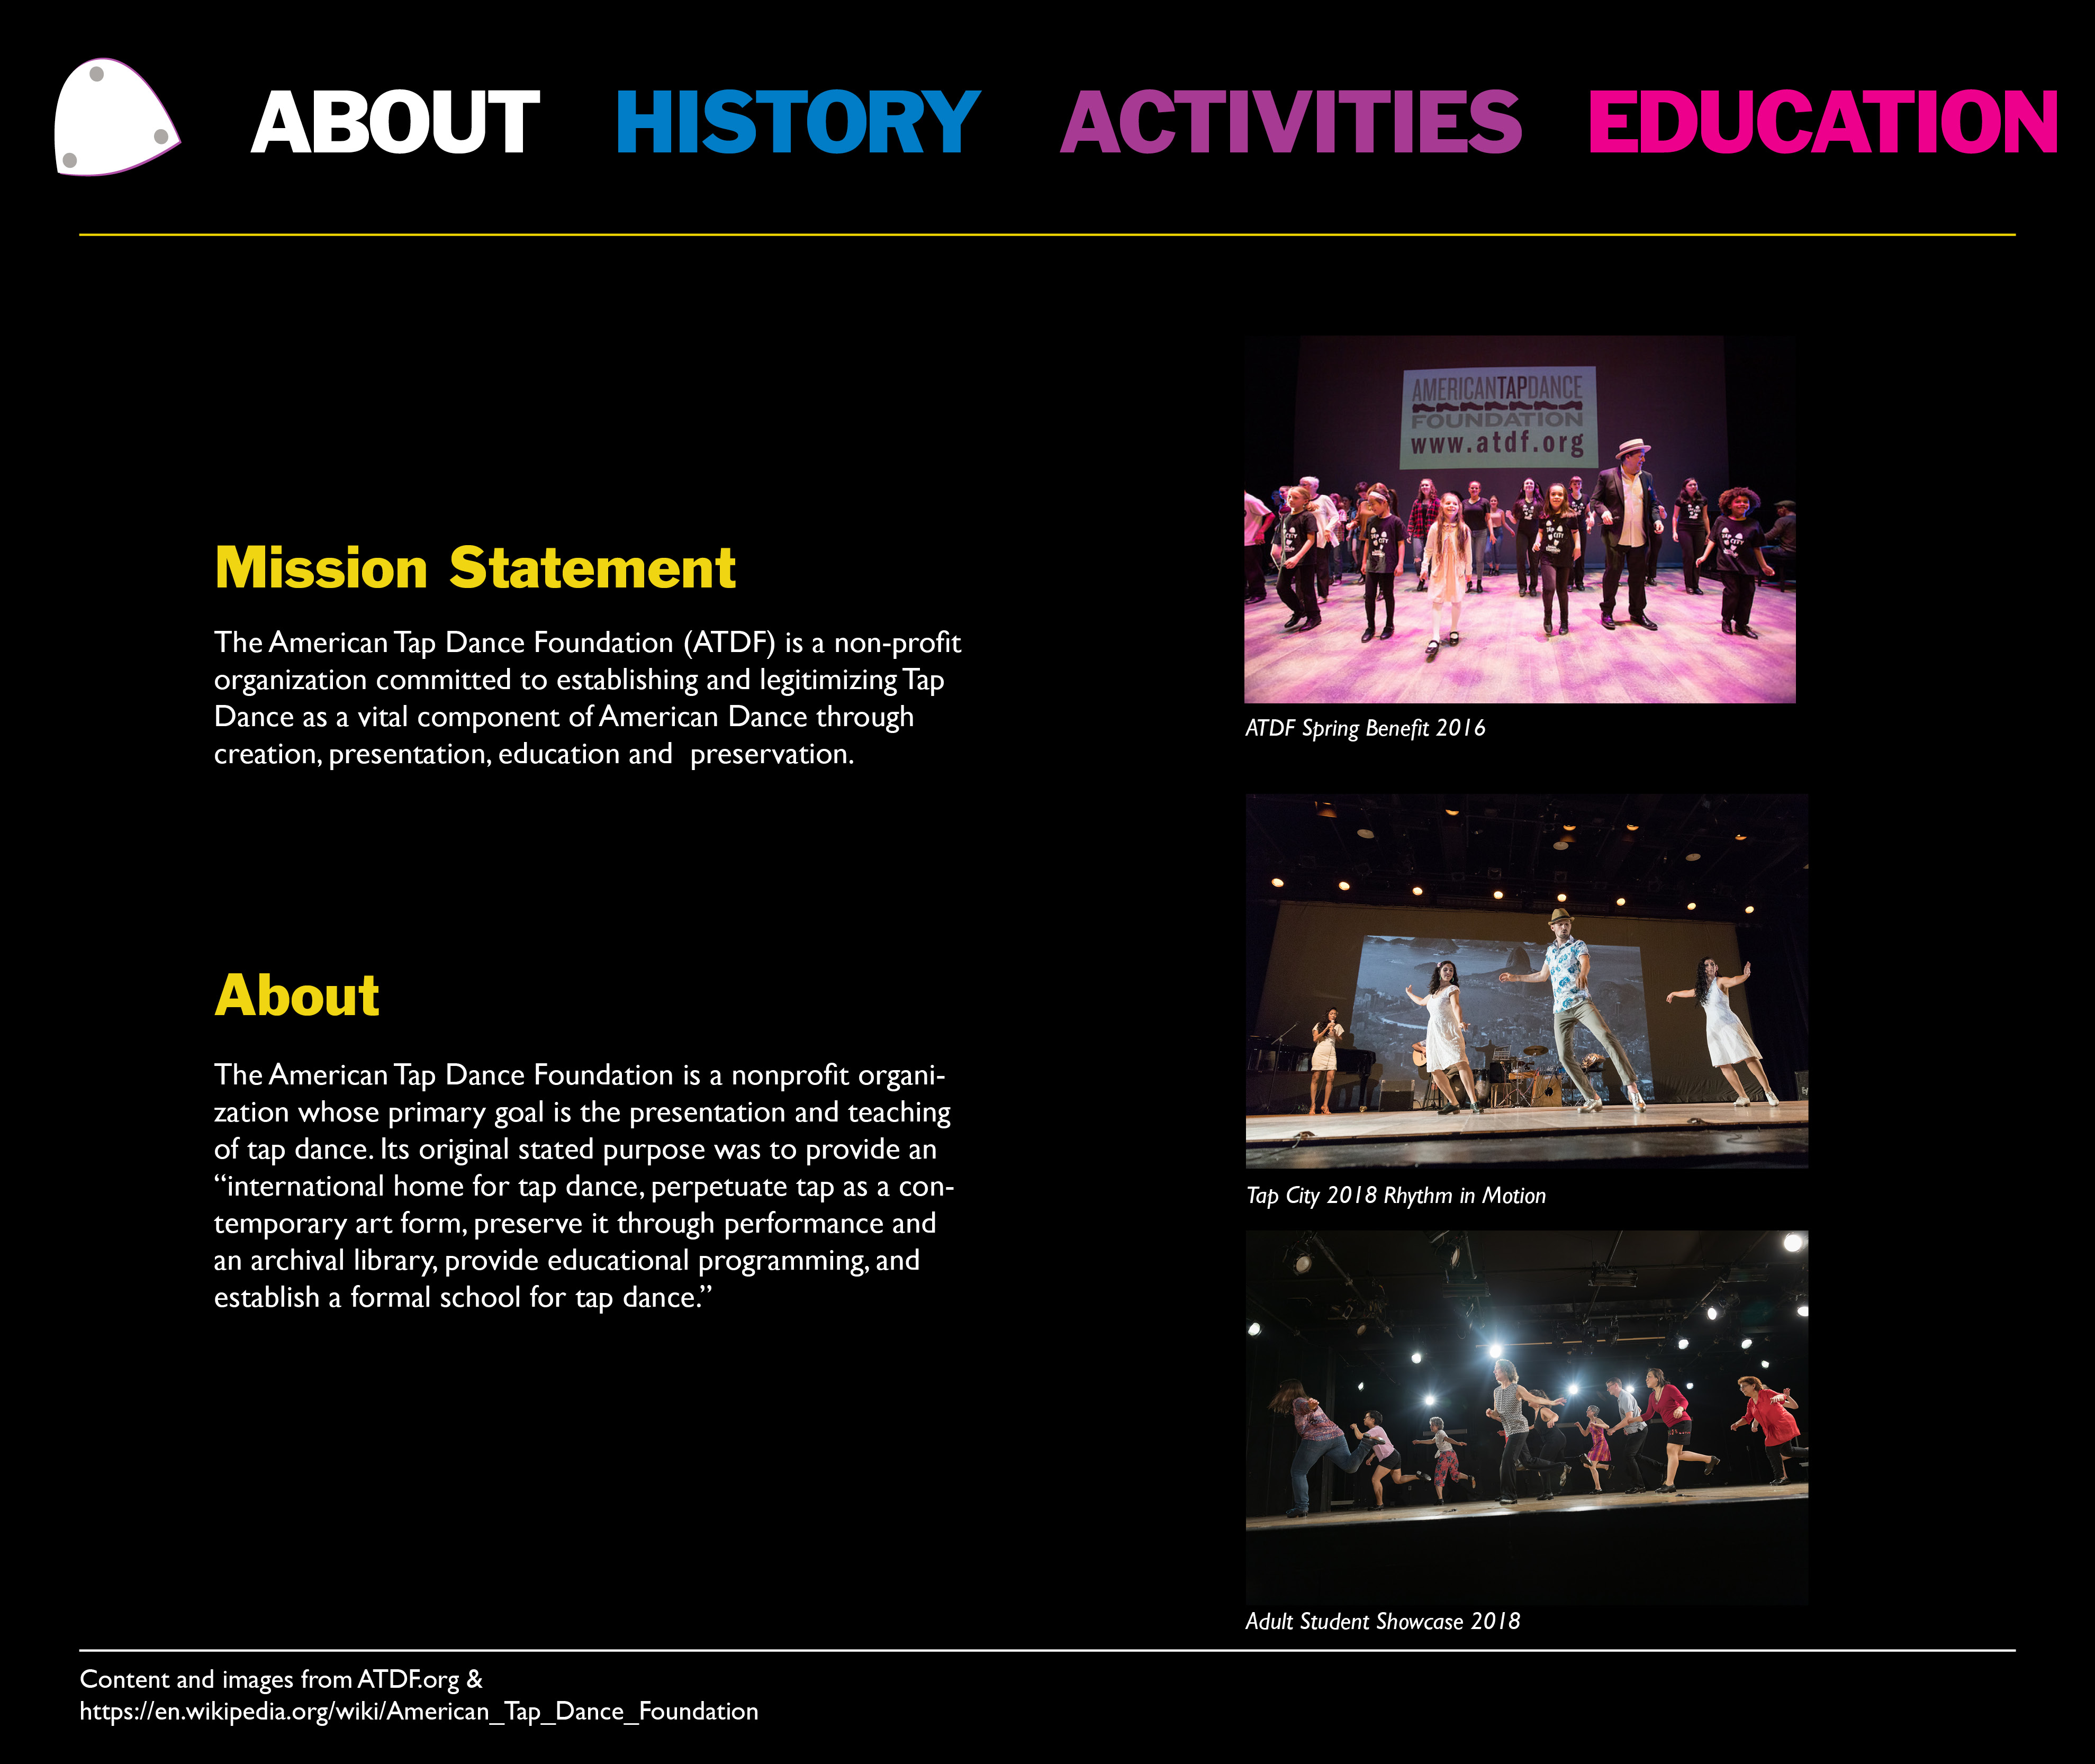 ABOUT HISTORY ACTIVITIES EDUCATION
Mission Statement
The American Tap Dance Foundation (ATDF) is a non-profit
organization committed to establishing and legitimizing Tap
Dance as a vital component of American Dance through
creation, presentation, education and  preservation.
About
The American Tap Dance Foundation is a nonprofit organi-
zation whose primary goal is the presentation and teaching
of tap dance. Its original stated purpose was to provide an
“international home for tap dance, perpetuate tap as a con-
temporary art form, preserve it through performance and
an archival library, provide educational programming, and
establish a formal school for tap dance.”
AMERICANTAPDANCE
FOUNDATION
www.atdf.org
TAP
CITY
ATDF Spring Benefit 2016
Tap City 2018 Rhythm in Motion
Adult Student Showcase 2018
Content and images from ATDF.org &
https://en.wikipedia.org/wiki/American_Tap_Dance_Foundation